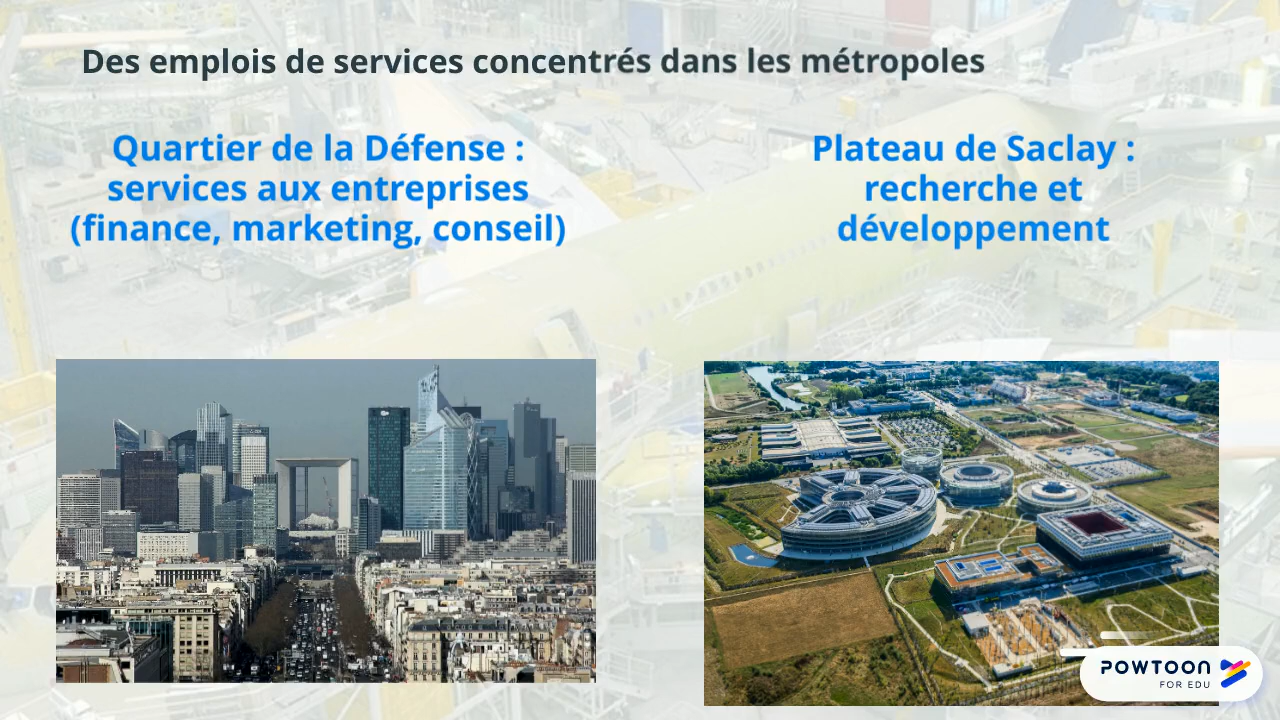 Des emplois de services concentrés dans les métropoles
Quartier de la Défense :
services aux entreprises
(finance, marketing, conseil)
Plateau de Saclay :
recherche et
développement
POWTOON
FOR EDU